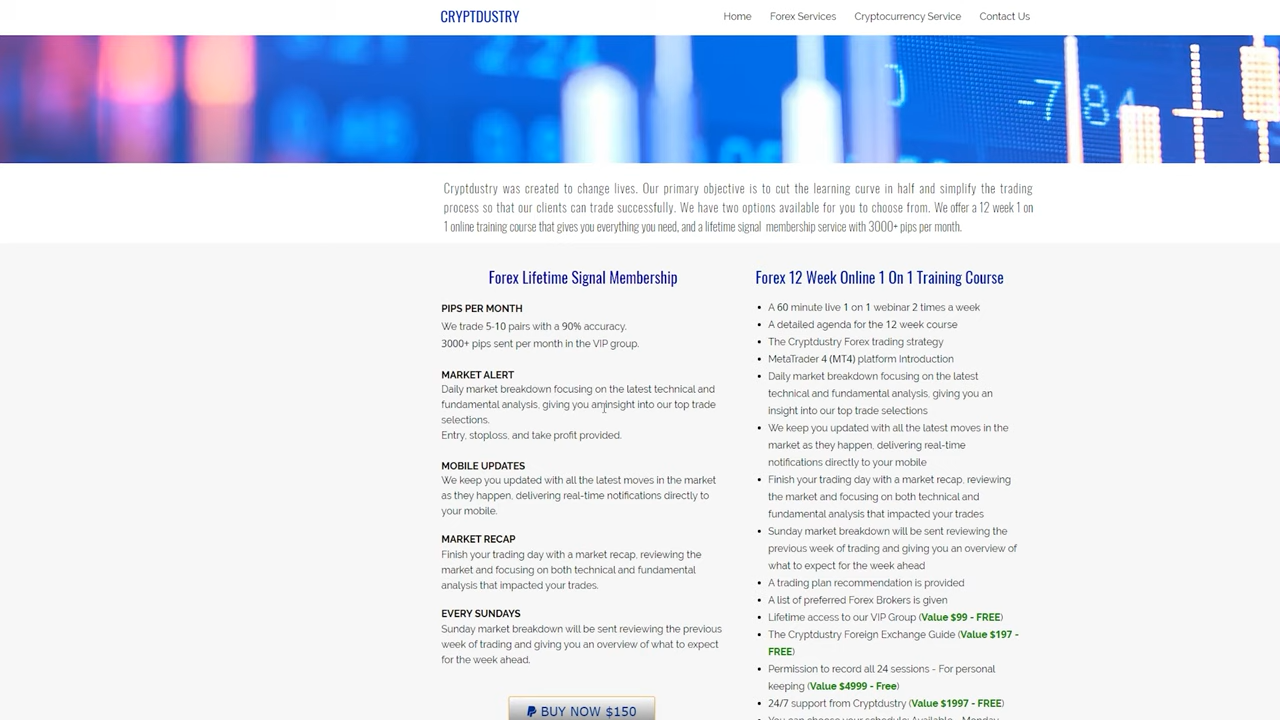 CRYPTDUSTRY
Home
Forex Services
Cryptocurrency Service
Contact Us
-7 84
Cryptdustry was created to change lives. Our primary objective is to cut the learning curve in half and simplify the trading
process so that our clients can trade successfully. We have two options available for you to choose from. We offer a 12 week 1 on
1 online training course that gives you everything you need, and a lifetime signal membership service with 3000+ pips per month.
Forex Lifetime Signal Membership
PIPS PER MONTH
We trade 5-10 pairs with a 90% accuracy.
3000+ pips sent per month in the VIP group.
MARKET ALERT
Daily market breakdown focusing on the latest technical and
fundamental analysis, giving you an insight into our top trade
selections.
Entry, stoploss, and take profit provided.
MOBILE UPDATES
We keep you updated with all the latest moves in the market
as they happen, delivering real-time notifications directly to
your mobile.
MARKET RECAP
Finish your trading day with a market recap, reviewing the
market and focusing on both technical and fundamental
analysis that impacted your trades.
EVERY SUNDAYS
Sunday market breakdown will be sent reviewing the previous
week of trading and giving you an overview of what to expect
for the week ahead.
BUY NOW $150
Forex 12 Week Online 1 On 1 Training Course
• A 60 minute live 1 on 1 webinar 2 times a week
• A detailed agenda for the 12 week course
• The Cryptdustry Forex trading strategy
• MetaTrader 4 (MT4) platform Introduction
• Daily market breakdown focusing on the latest
technical and fundamental analysis, giving you an
insight into our top trade selections
• We keep you updated with all the latest moves in the
market as they happen, delivering real-time
notifications directly to your mobile
• Finish your trading day with a market recap, reviewing
the market and focusing on both technical and
fundamental analysis that impacted your trades
• Sunday market breakdown will be sent reviewing the
previous week of trading and giving you an overview of
what to expect for the week ahead
• A trading plan recommendation is provided
• A list of preferred Forex Brokers is given
• Lifetime access to our VIP Group (Value $99 - FREE)
• The Cryptdustry Foreign Exchange Guide (Value $197 -
FREE)
• Permission to record all 24 sessions - For personal
keeping (Value $4999 - Free)
• 24/7 support from Cryptdustry (Value $1997 - FREE)
• You can choose your schedule: Available - Monday